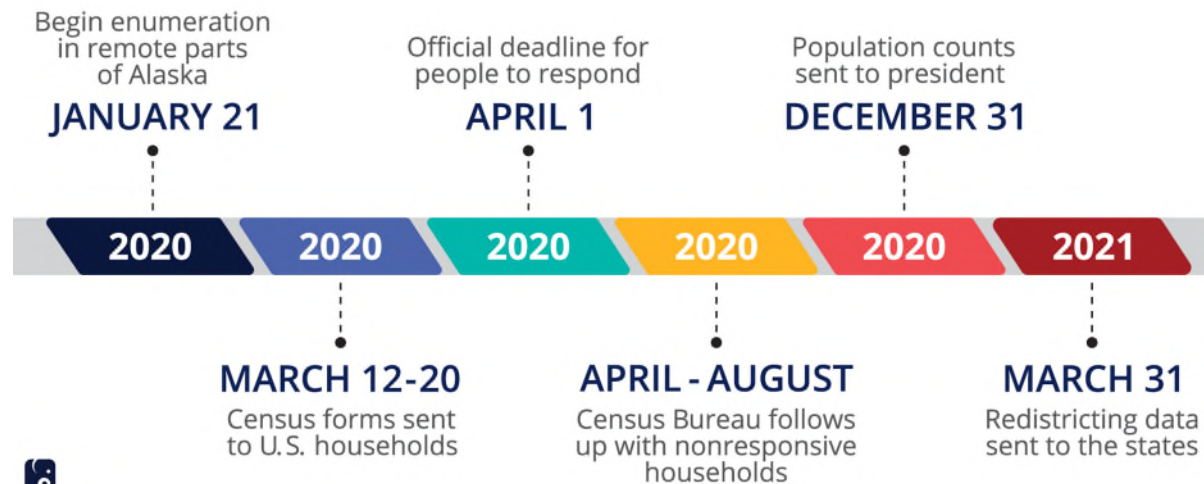 Begin enumeration
in remote parts
of Alaska
JANUARY 21
Official deadline for
people to respond
APRIL 1
Population counts
sent to president
DECEMBER 31
2020
2020
2020
2020
2020
2021
MARCH 12-20
Census forms sent
to U.S. households
APRIL - AUGUST
Census Bureau follows
up with nonresponsive
households
MARCH 31
Redistricting data
sent to the states